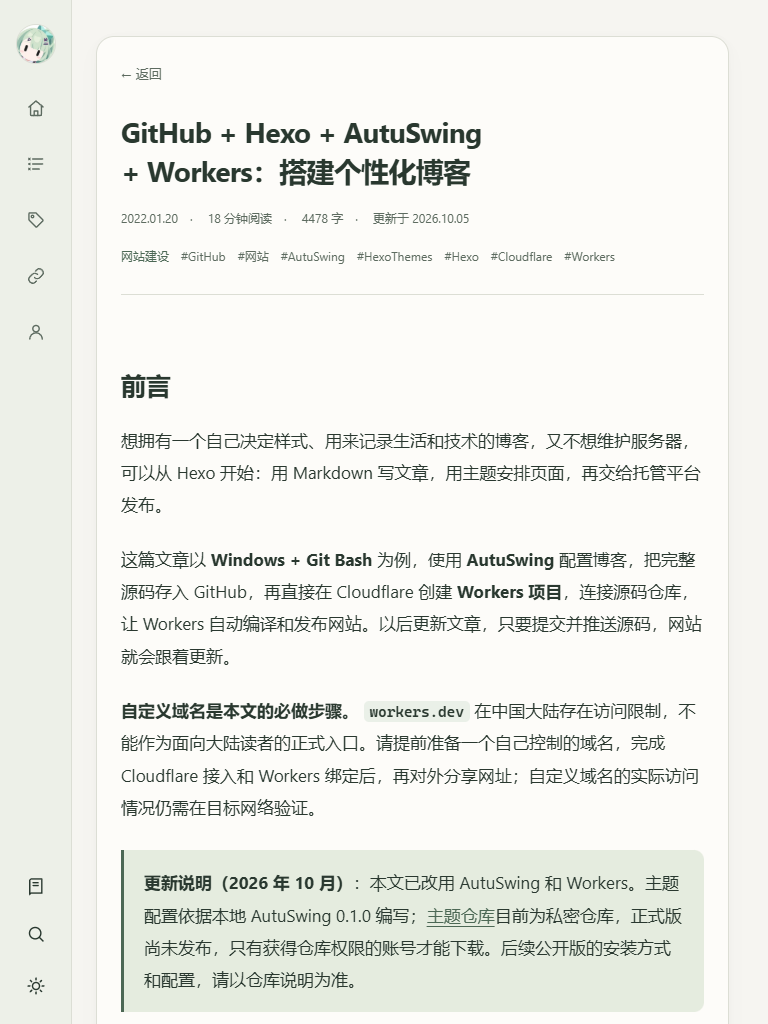 ← 返回
GitHub + Hexo + AutuSwing
+ Workers：搭建个性化博客
2022.01.20 · 18 分钟阅读 · 4478 字 · 更新于 2026.10.05
网站建设 #GitHub #网站 #AutuSwing #HexoThemes #Hexo #Cloudflare #Workers
前言
想拥有一个自己决定样式、用来记录生活和技术的博客，又不想维护服务器，
可以从 Hexo 开始：用 Markdown 写文章，用主题安排页面，再交给托管平台
发布。
这篇文章以 Windows + Git Bash 为例，使用 AutuSwing 配置博客，把完整
源码存入 GitHub，再直接在 Cloudflare 创建 Workers 项目，连接源码仓库，
让 Workers 自动编译和发布网站。以后更新文章，只要提交并推送源码，网站
就会跟着更新。
自定义域名是本文的必做步骤。 workers.dev 在中国大陆存在访问限制，不
能作为面向大陆读者的正式入口。请提前准备一个自己控制的域名，完成
Cloudflare 接入和 Workers 绑定后，再对外分享网址；自定义域名的实际访问
情况仍需在目标网络验证。
更新说明（2026 年 10 月）：本文已改用 AutuSwing 和 Workers。主题
配置依据本地 AutuSwing 0.1.0 编写；主题仓库目前为私密仓库，正式版
尚未发布，只有获得仓库权限的账号才能下载。后续公开版的安装方式
和配置，请以仓库说明为准。